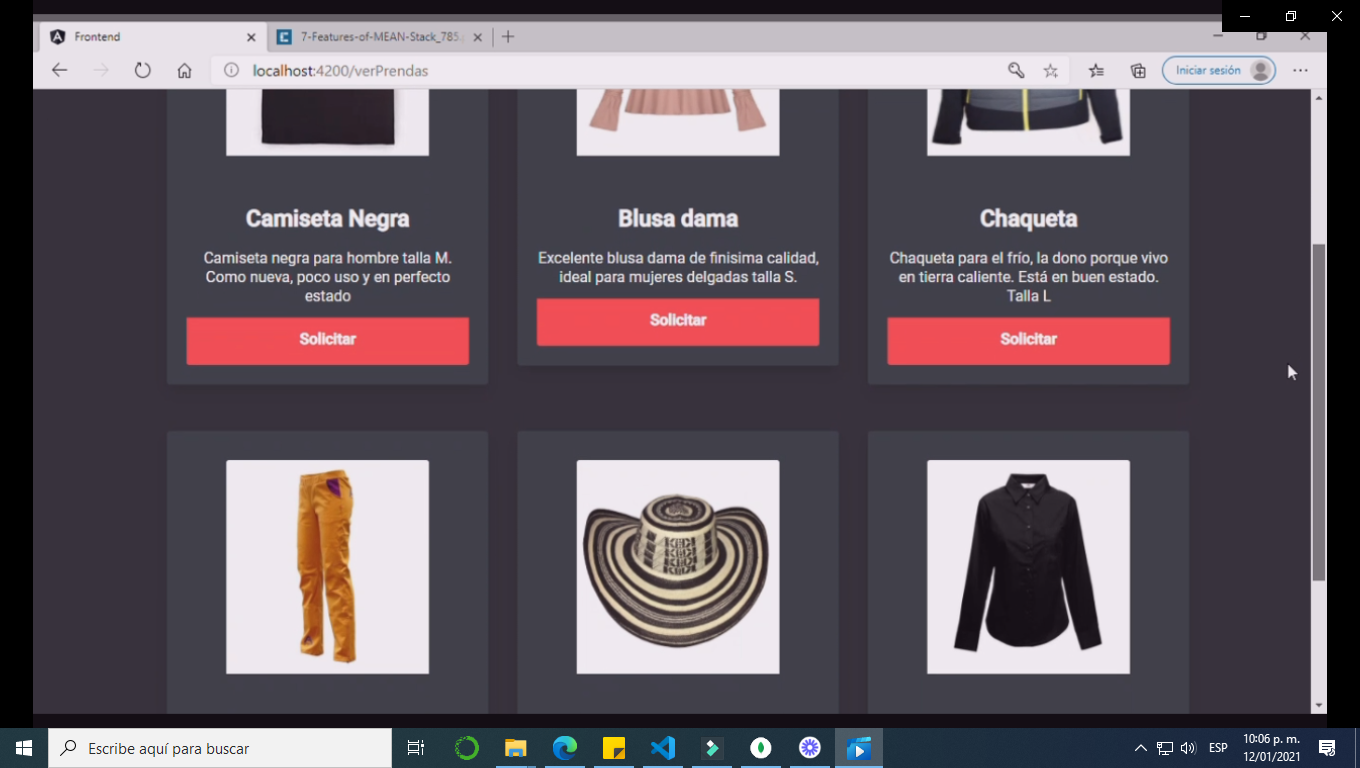 Frontend
7-Features-of-MEAN-Stack_785.
localhost:4200/verPrendas
Iniciar sesión
Camiseta Negra
Camiseta negra para hombre talla M.
Como nueva, poco uso y en perfecto
estado
Solicitar
Blusa dama
Excelente blusa dama de finisima calidad,
ideal para mujeres delgadas talla S.
Solicitar
Chaqueta
Chaqueta para el frío, la dono porque vivo
en tierra caliente. Está en buen estado.
Talla L
Solicitar
Escribe aquí para buscar
ESP
10:06 p. m.
12/01/2021